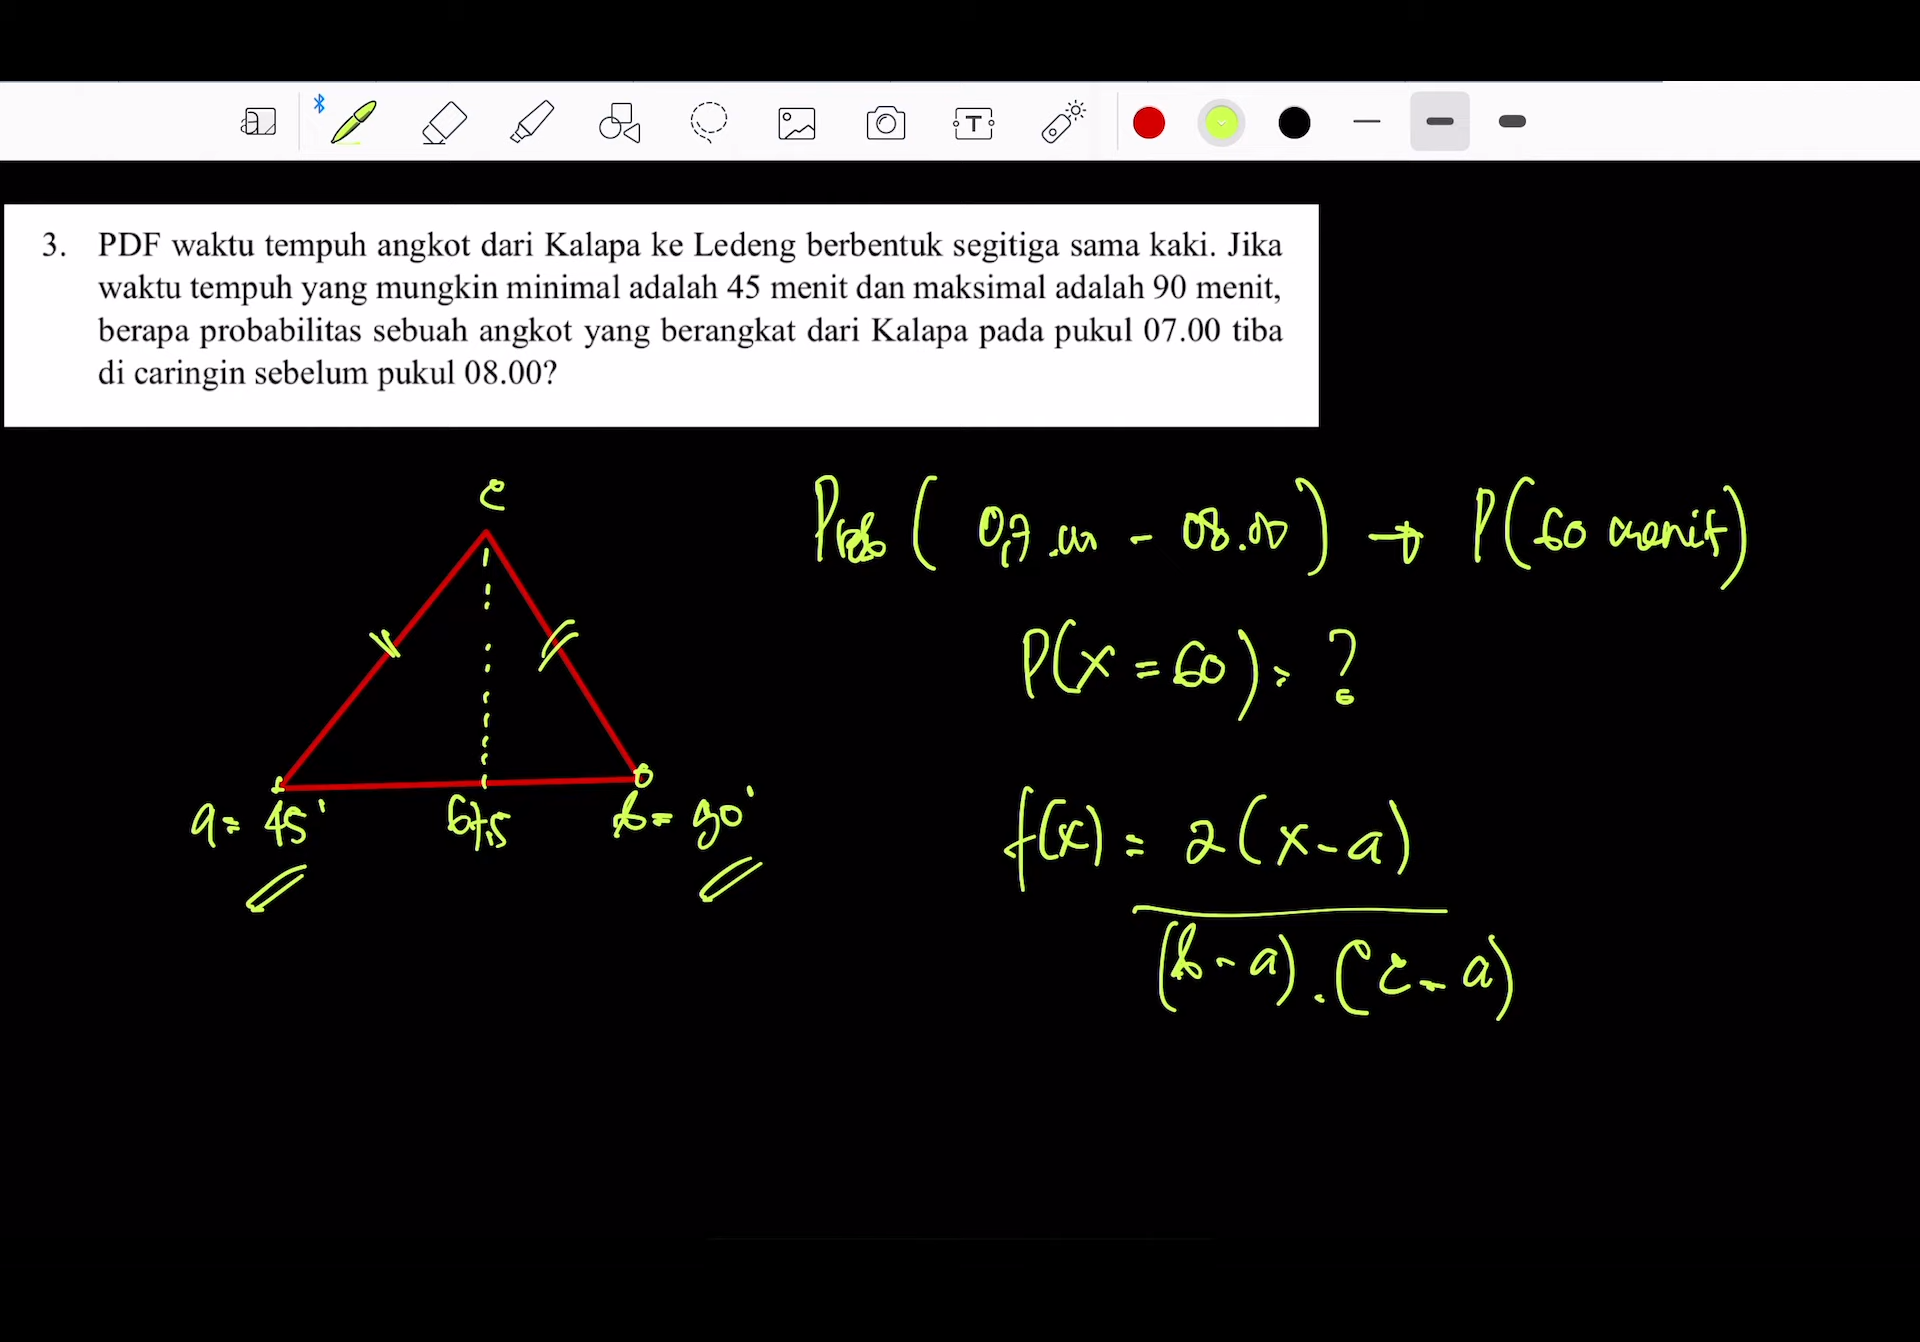 3. PDF waktu tempuh angkot dari Kalapa ke Ledeng berbentuk segitiga sama kaki. Jika
waktu tempuh yang mungkin minimal adalah 45 menit dan maksimal adalah 90 menit,
berapa probabilitas sebuah angkot yang berangkat dari Kalapa pada pukul 07.00 tiba
di caringin sebelum pukul 08.00?
c
a = 45'
67,5
b = 90'
Prob ( 07.00 - 08.00 ) → P(60 menit)
P(x = 60) = ?
f(x) = 2(x-a)
(b-a).(c-a)